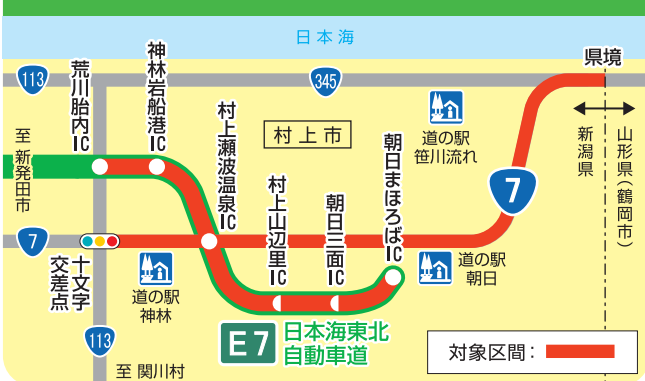 日本海
県境
113
345
荒川胎内IC
神林岩船港IC
村上瀬波温泉IC
村上山辺里IC
朝日三面IC
朝日まほろばIC
村上市
道の駅
笹川流れ
新潟県
山形県(鶴岡市)
至 新発田市
7
7
十文字
交差点
道の駅
神林
道の駅
朝日
113
至 関川村
E7
日本海東北
自動車道
対象区間: